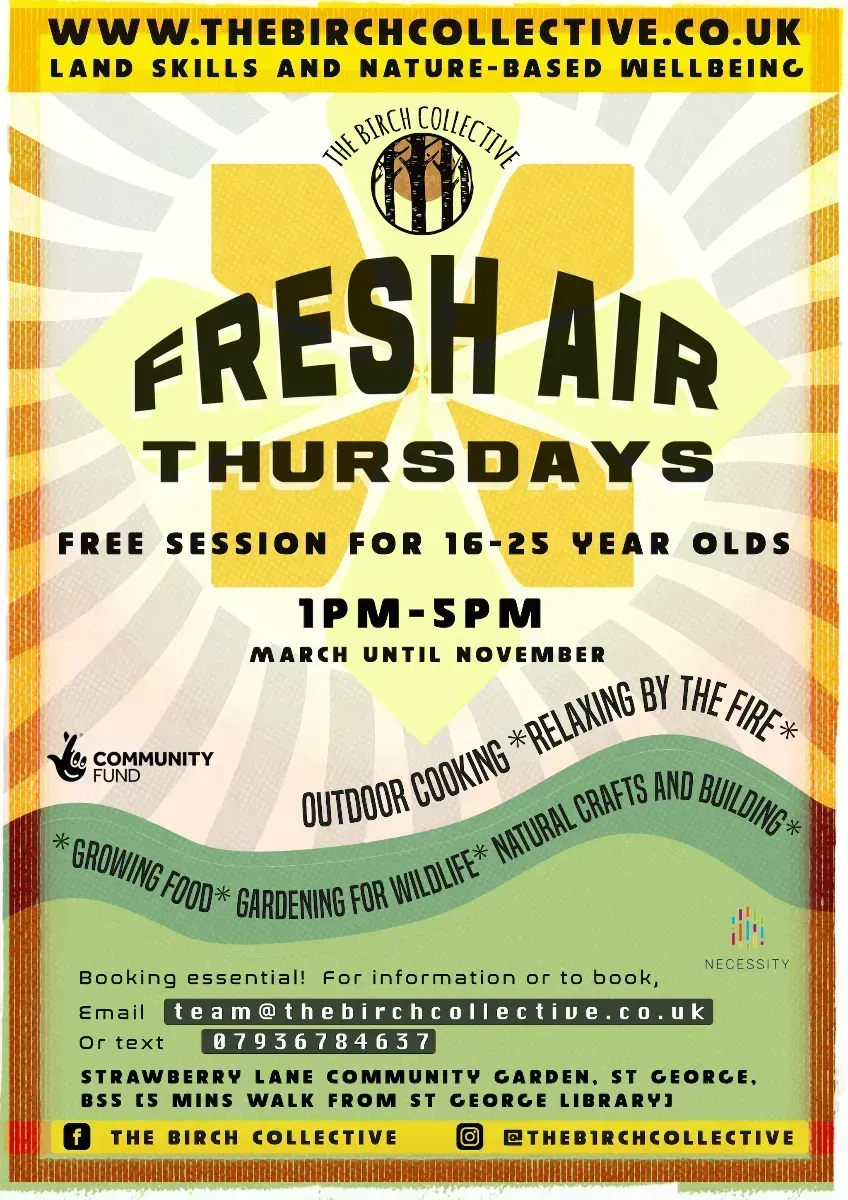 WWW.THEBIRCHCOLLECTIVE.CO.UK
LAND SKILLS AND NATURE-BASED WELLBEING
THE BIRCH COLLECTIVE
FRESH AIR
THURSDAYS
FREE SESSION FOR 16-25 YEAR OLDS
1PM-5PM
MARCH UNTIL NOVEMBER
COMMUNITY
FUND
OUTDOOR COOKING *RELAXING BY THE FIRE*
*GROWING FOOD* GARDENING FOR WILDLIFE* NATURAL CRAFTS AND BUILDING*
NECESSITY
Booking essential! For information or to book,
Email team@thebirchcollective.co.uk
Or text 07936784637
STRAWBERRY LANE COMMUNITY GARDEN, ST GEORGE,
BS5 [5 MINS WALK FROM ST GEORGE LIBRARY]
THE BIRCH COLLECTIVE @THEB1RCHCOLLECTIVE